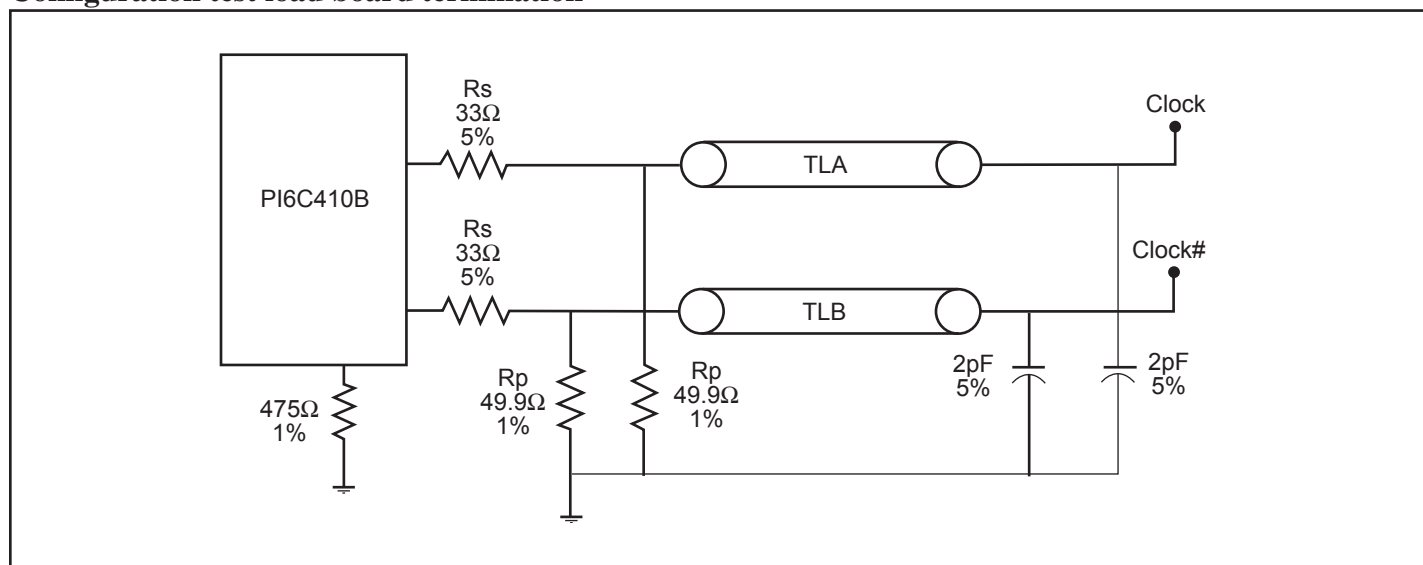 Configuration test load board termination
Rs
33Ω
5%
Clock
TLA
PI6C410B
Rs
33Ω
5%
Clock#
TLB
475Ω
1%
Rp
49.9Ω
1%
Rp
49.9Ω
1%
2pF
5%
2pF
5%